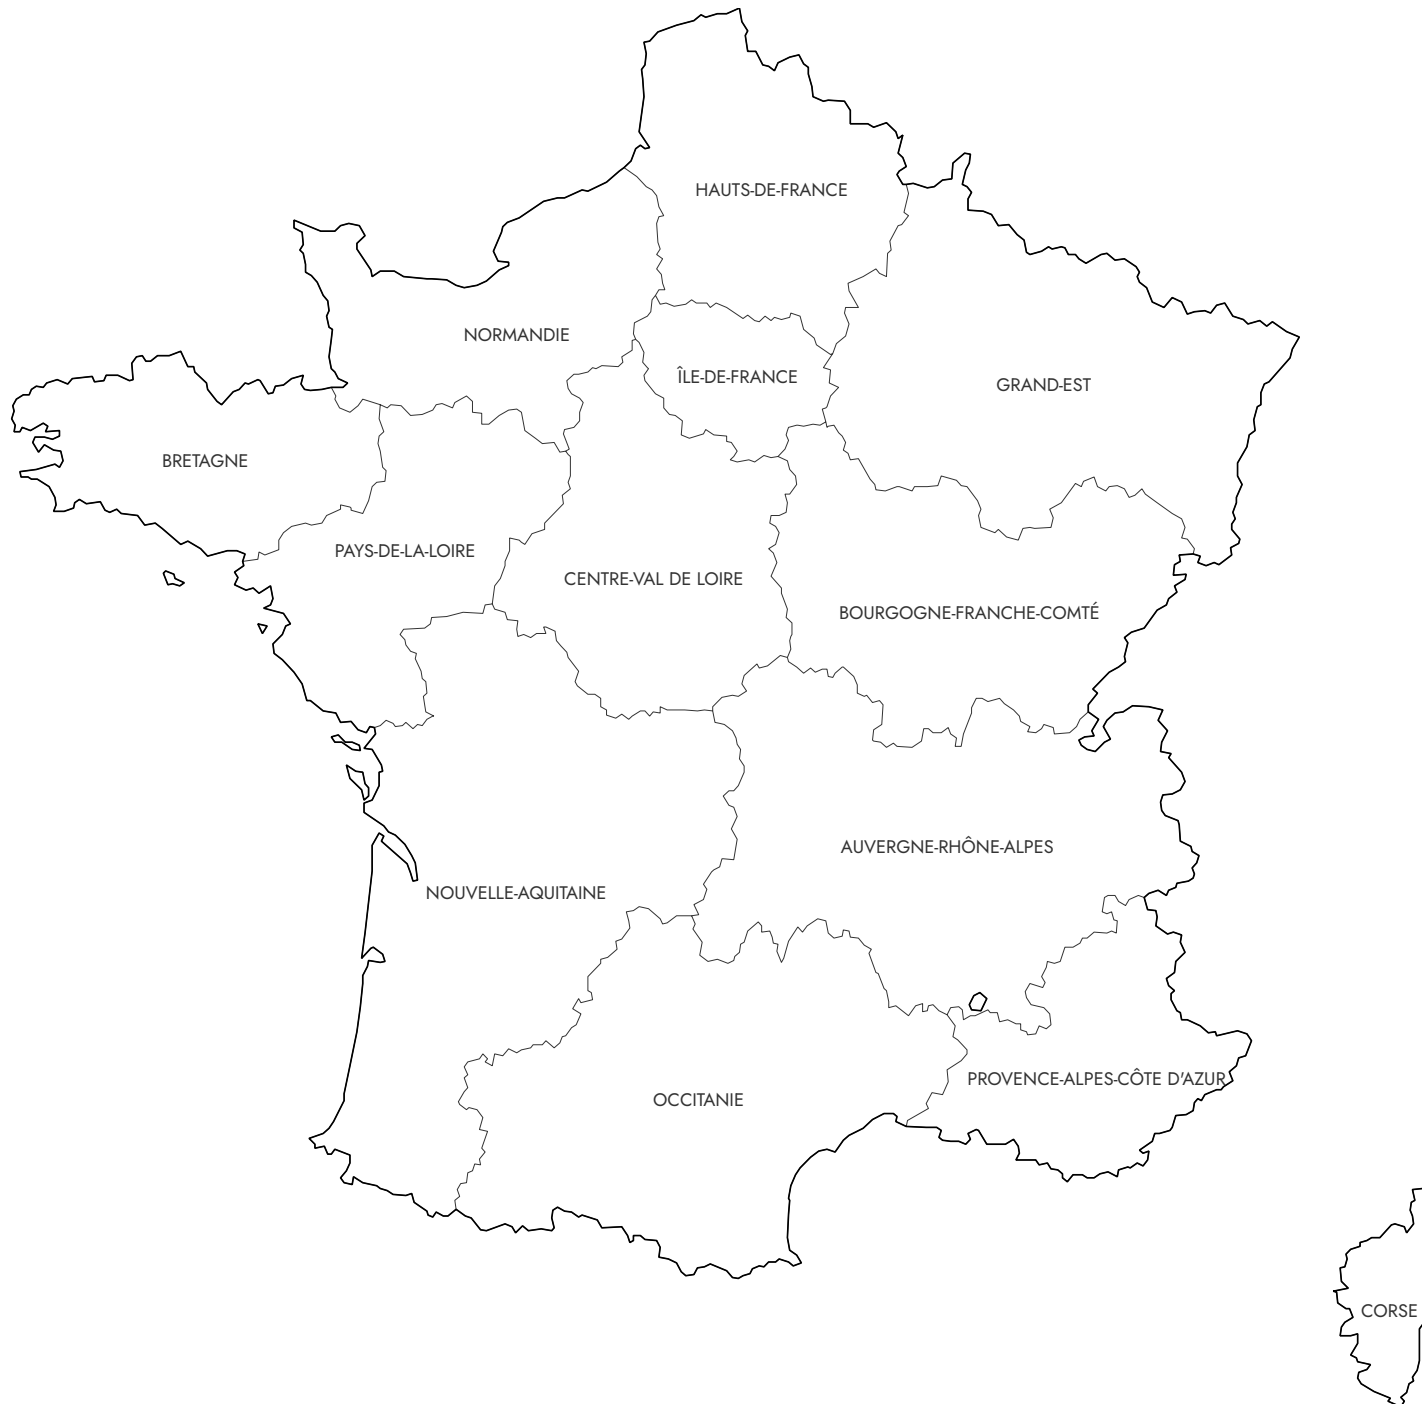 HAUTS-DE-FRANCE
NORMANDIE
ÎLE-DE-FRANCE
GRAND-EST
BRETAGNE
PAYS-DE-LA-LOIRE
CENTRE-VAL DE LOIRE
BOURGOGNE-FRANCHE-COMTÉ
AUVERGNE-RHÔNE-ALPES
NOUVELLE-AQUITAINE
PROVENCE-ALPES-CÔTE D'AZUR
OCCITANIE
CORSE